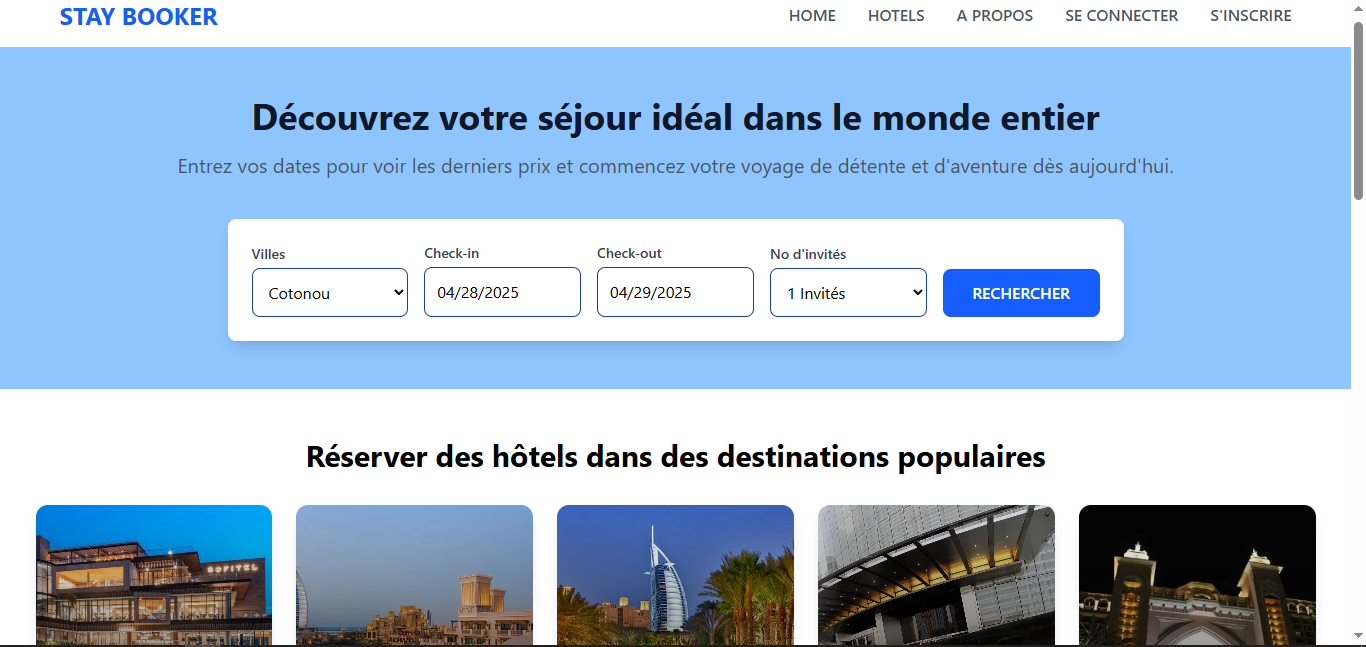 STAY BOOKER
HOME HOTELS A PROPOS SE CONNECTER S'INSCRIRE
Découvrez votre séjour idéal dans le monde entier
Entrez vos dates pour voir les derniers prix et commencez votre voyage de détente et d'aventure dès aujourd'hui.
Villes Check-in Check-out No d'invités
Cotonou 04/28/2025 04/29/2025 1 Invités RECHERCHER
Réserver des hôtels dans des destinations populaires
SOFITEL